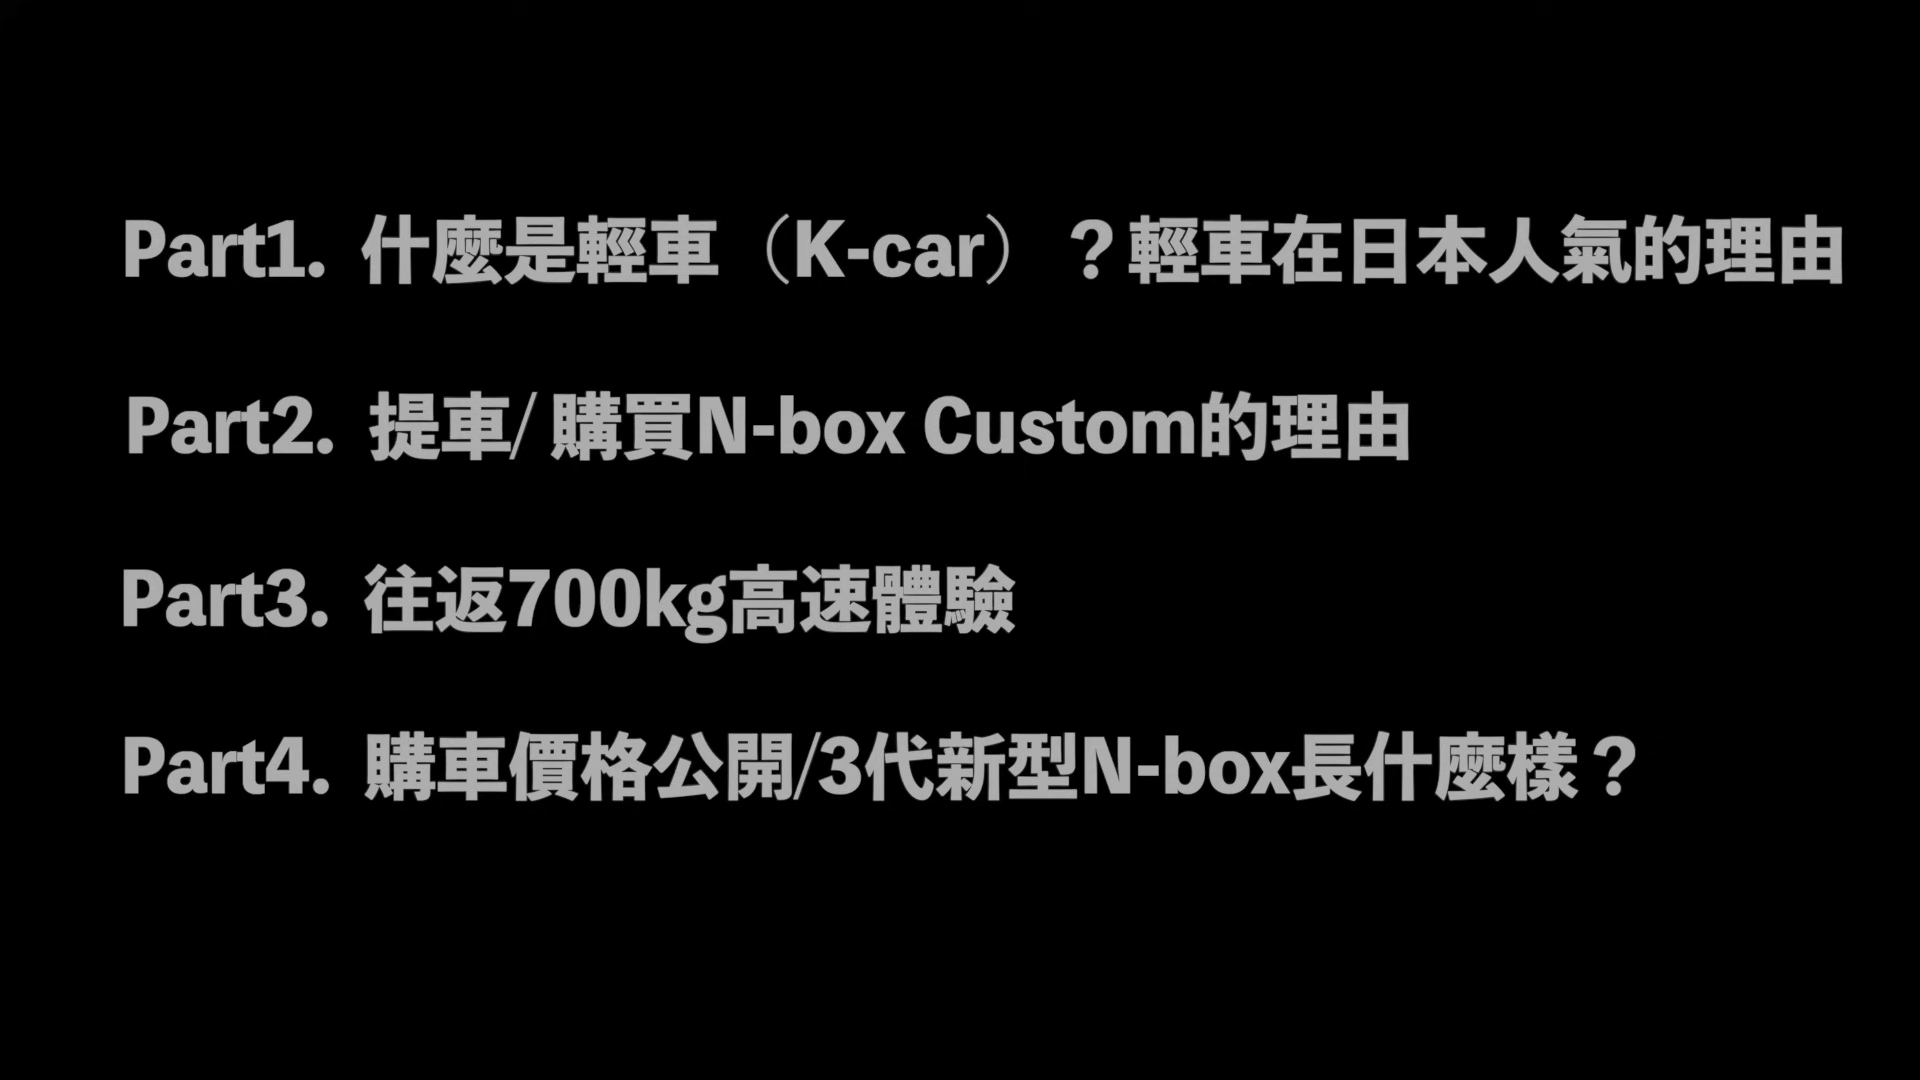 Part1. 什麼是輕車（K-car）？輕車在日本人氣的理由
Part2. 提車/ 購買N-box Custom的理由
Part3. 往返700kg高速體驗
Part4. 購車價格公開/3代新型N-box長什麼樣？